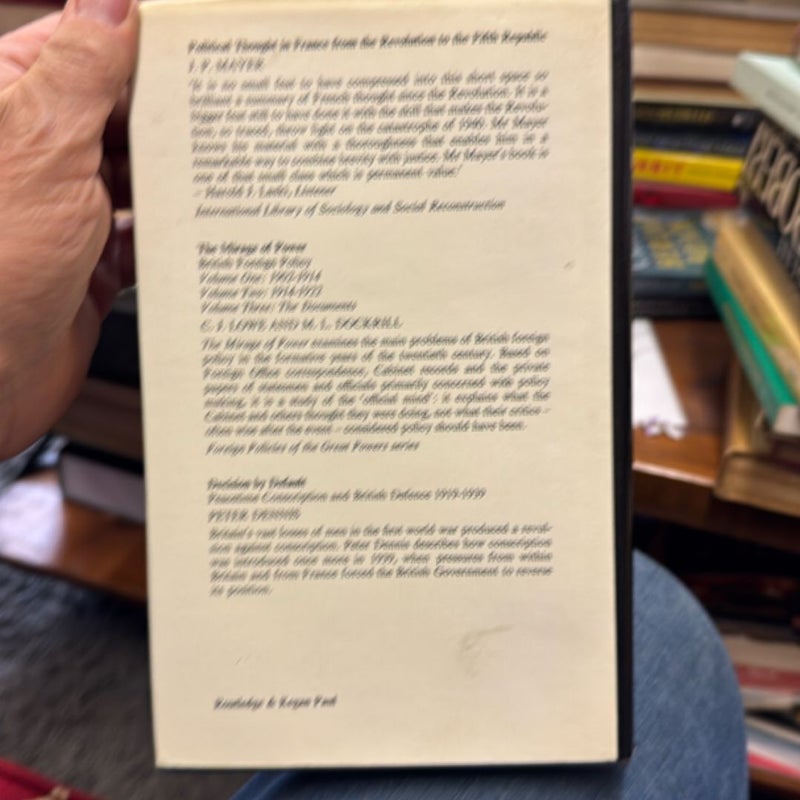 Political Thought in France from the Revolution to the Fifth Republic
J. P. MAYER
'It is no small feat to have compressed into this short space so
brilliant a summary of French thought since the Revolution. It is a
bigger feat still to have done it with the skill that makes the Revolu-
tion, so traced, throw light on the catastrophe of 1940. Mr Mayer
knows his material with a thoroughness that enables him in a
remarkable way to combine brevity with justice. Mr Mayer's book is
one of that small class which is permanent value.'
– Harold J. Laski, Listener
International Library of Sociology and Social Reconstruction
The Mirage of Power
British Foreign Policy
Volume One: 1902-1914
Volume Two: 1914-1922
Volume Three: The Documents
C. J. LOWE AND M. L. DOCKRILL
The Mirage of Power examines the main problems of British foreign
policy in the formative years of the twentieth century. Based on
Foreign Office correspondence, Cabinet records and the private
papers of statesmen and officials primarily concerned with policy
making, it is a study of the 'official mind': it explains what the
Cabinet and others thought they were doing, not what their critics –
often wise after the event – considered policy should have been.
Foreign Policies of the Great Powers series
Decision by Default
Peacetime Conscription and British Defence 1919-1939
PETER DENNIS
Britain's vast losses of men in the first world war produced a revul-
sion against conscription. Peter Dennis describes how conscription
was introduced once more in 1939, when pressures from within
Britain and from France forced the British Government to reverse
its position.
Routledge & Kegan Paul